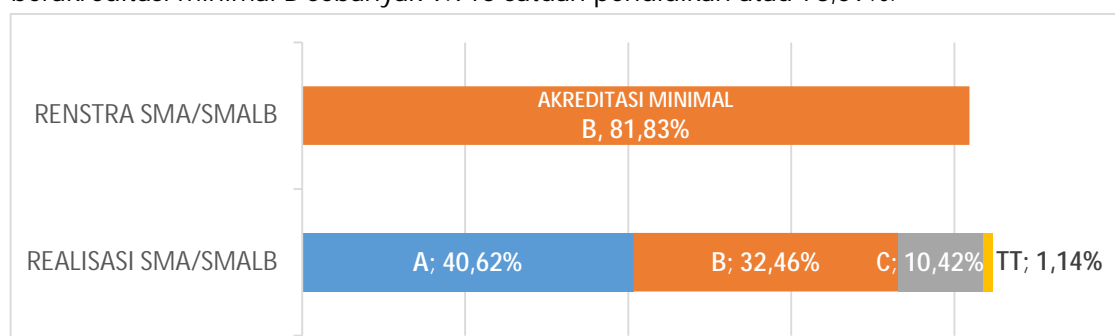 RENSTRA SMA/SMALB
AKREDITASI MINIMAL
B, 81,83%
REALISASI SMA/SMALB
A; 40,62%
B; 32,46%
C; 10,42%
TT; 1,14%